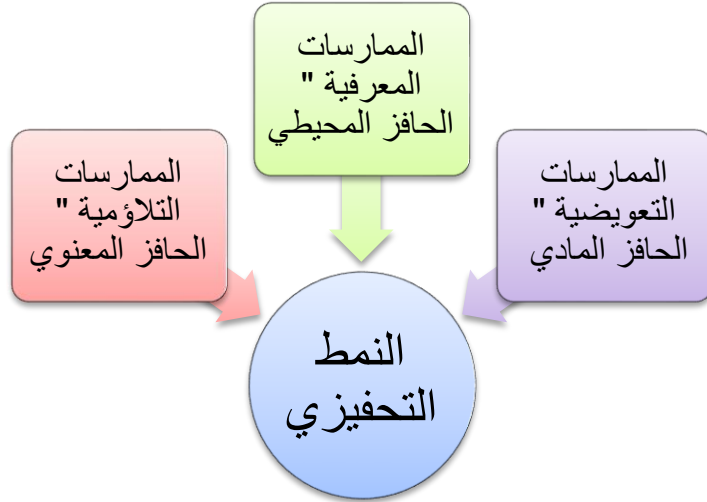 الممارسات
المعرفية "
الحافز المحيطي
الممارسات
التعويضية "
الحافز المادي
الممارسات
التلاؤمية "
الحافز المعنوي
النمط
التحفيزي